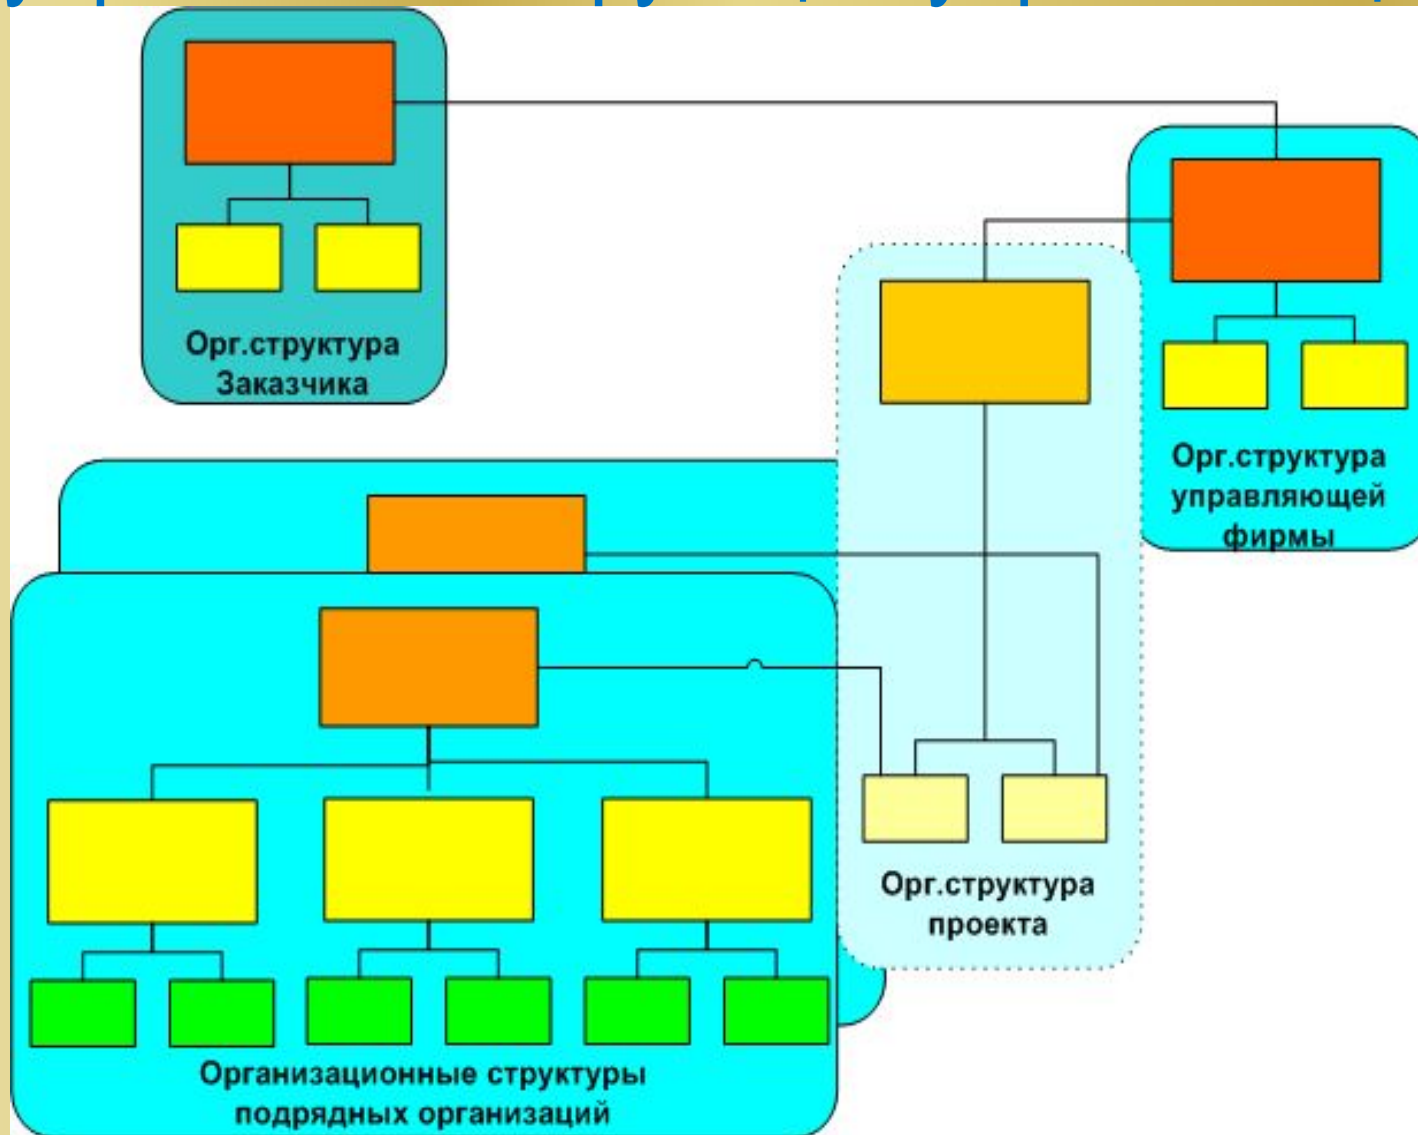 Орг.структура
Заказчика
Орг.структура
управляющей
фирмы
Орг.структура
проекта
Организационные структуры
подрядных организаций